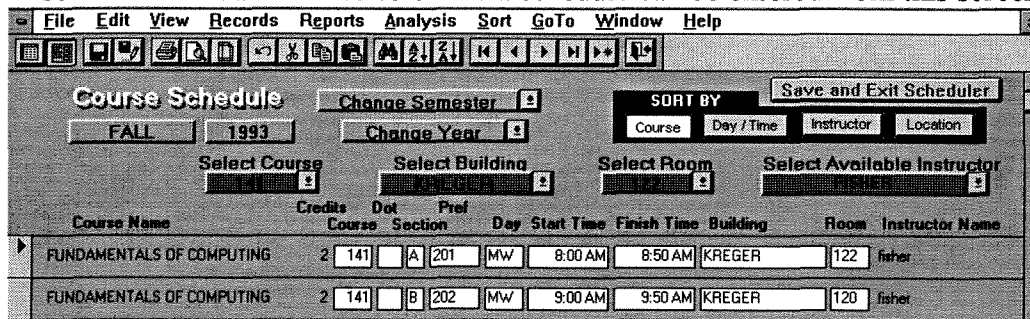 File Edit View Records Reports Analysis Sort GoTo Window Help
Course Schedule Change Semester SORT BY Save and Exit Scheduler
FALL 1993 Change Year Course Day / Time Instructor Location
Select Course Select Building Select Room Select Available Instructor
141 KREGER 122 FISHER
Credits Dot Pref
Course Name Course Section Day Start Time Finish Time Building Room Instructor Name
FUNDAMENTALS OF COMPUTING 2 141 A 201 MW 8:00 AM 8:50 AM KREGER 122 fisher
FUNDAMENTALS OF COMPUTING 2 141 B 202 MW 9:00 AM 9:50 AM KREGER 120 fisher